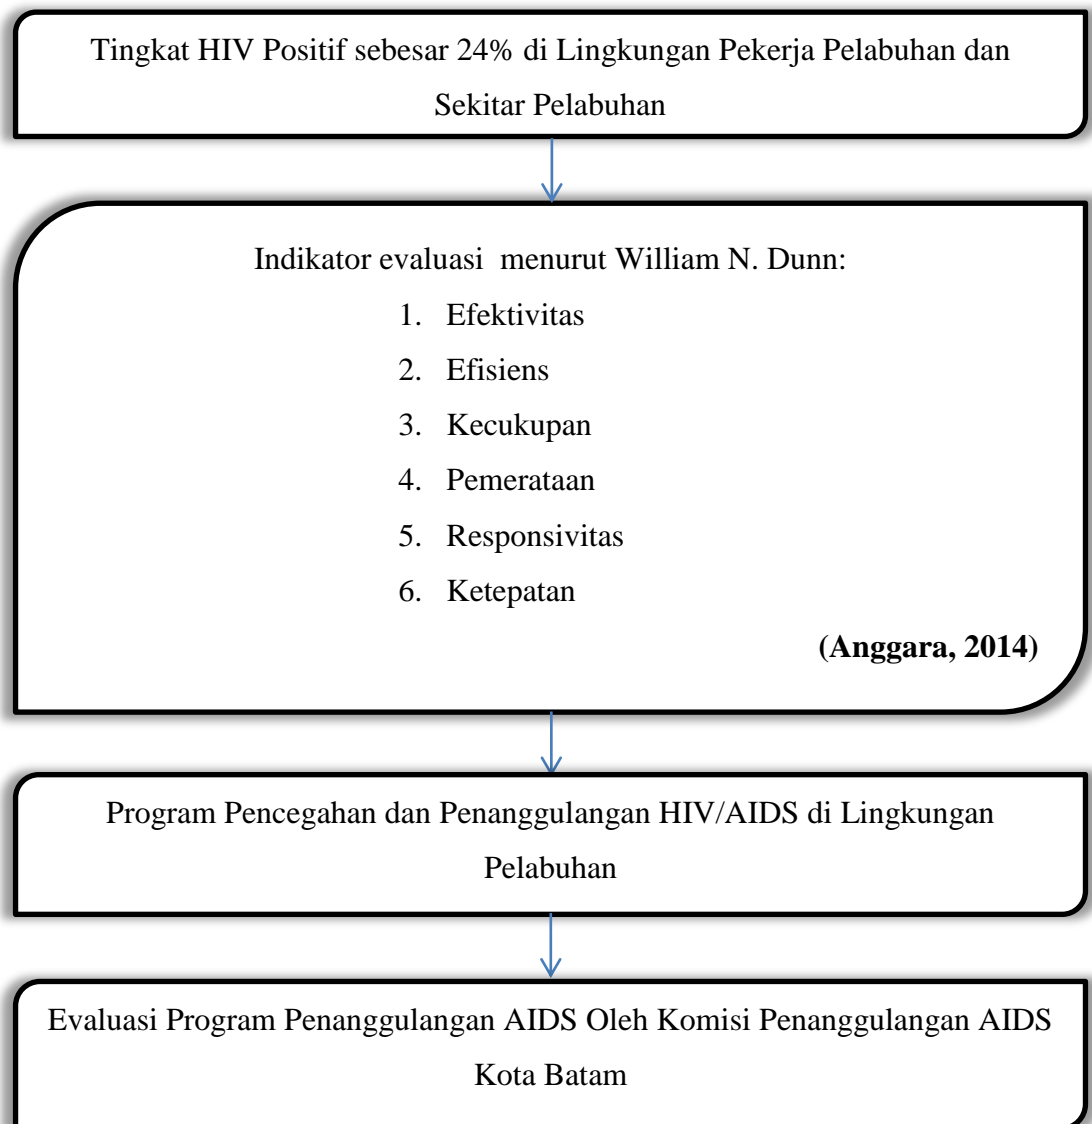 Tingkat HIV Positif sebesar 24% di Lingkungan Pekerja Pelabuhan dan
Sekitar Pelabuhan
Indikator evaluasi menurut William N. Dunn:
1. Efektivitas
2. Efisiens
3. Kecukupan
4. Pemerataan
5. Responsivitas
6. Ketepatan
(Anggara, 2014)
Program Pencegahan dan Penanggulangan HIV/AIDS di Lingkungan
Pelabuhan
Evaluasi Program Penanggulangan AIDS Oleh Komisi Penanggulangan AIDS
Kota Batam